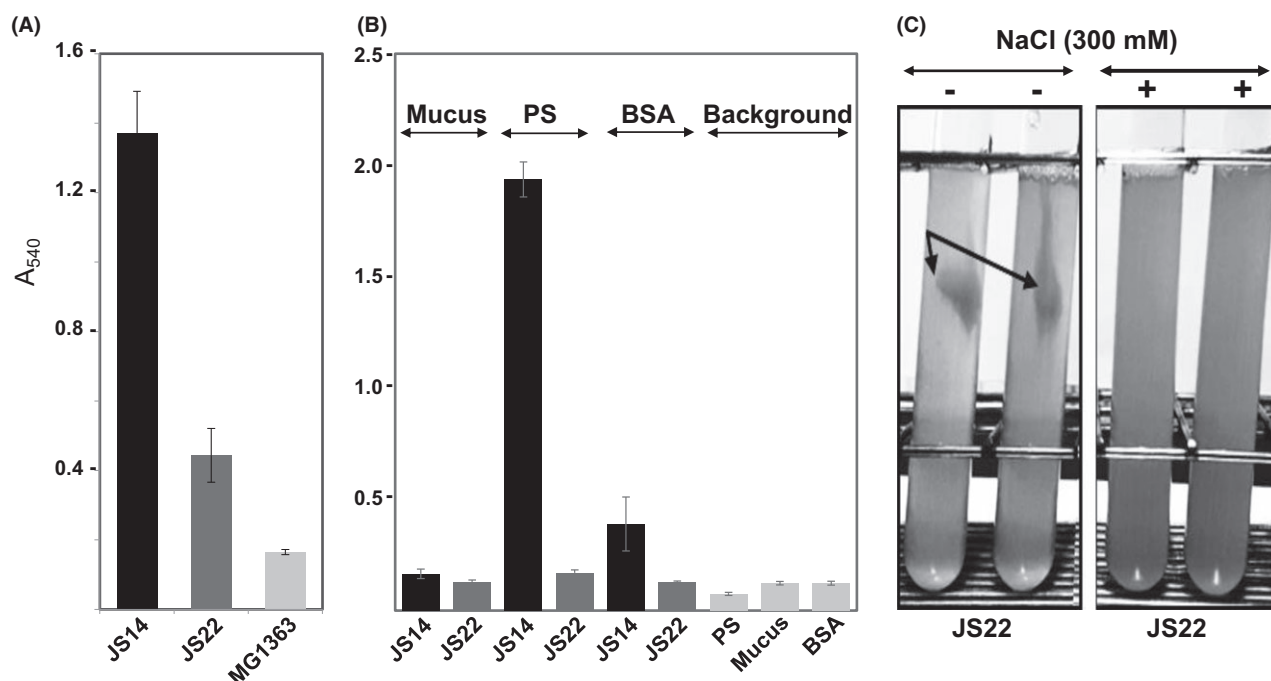 (A)
1.6
1.2
0.8
0.4
A540
JS14
JS22
MG1363
(B)
2.5
2.0
1.5
1.0
0.5
Mucus PS BSA Background
JS14
JS22
JS14
JS22
JS14
JS22
PS
Mucus
BSA
(C)
NaCl (300 mM)
- - + +
JS22 JS22